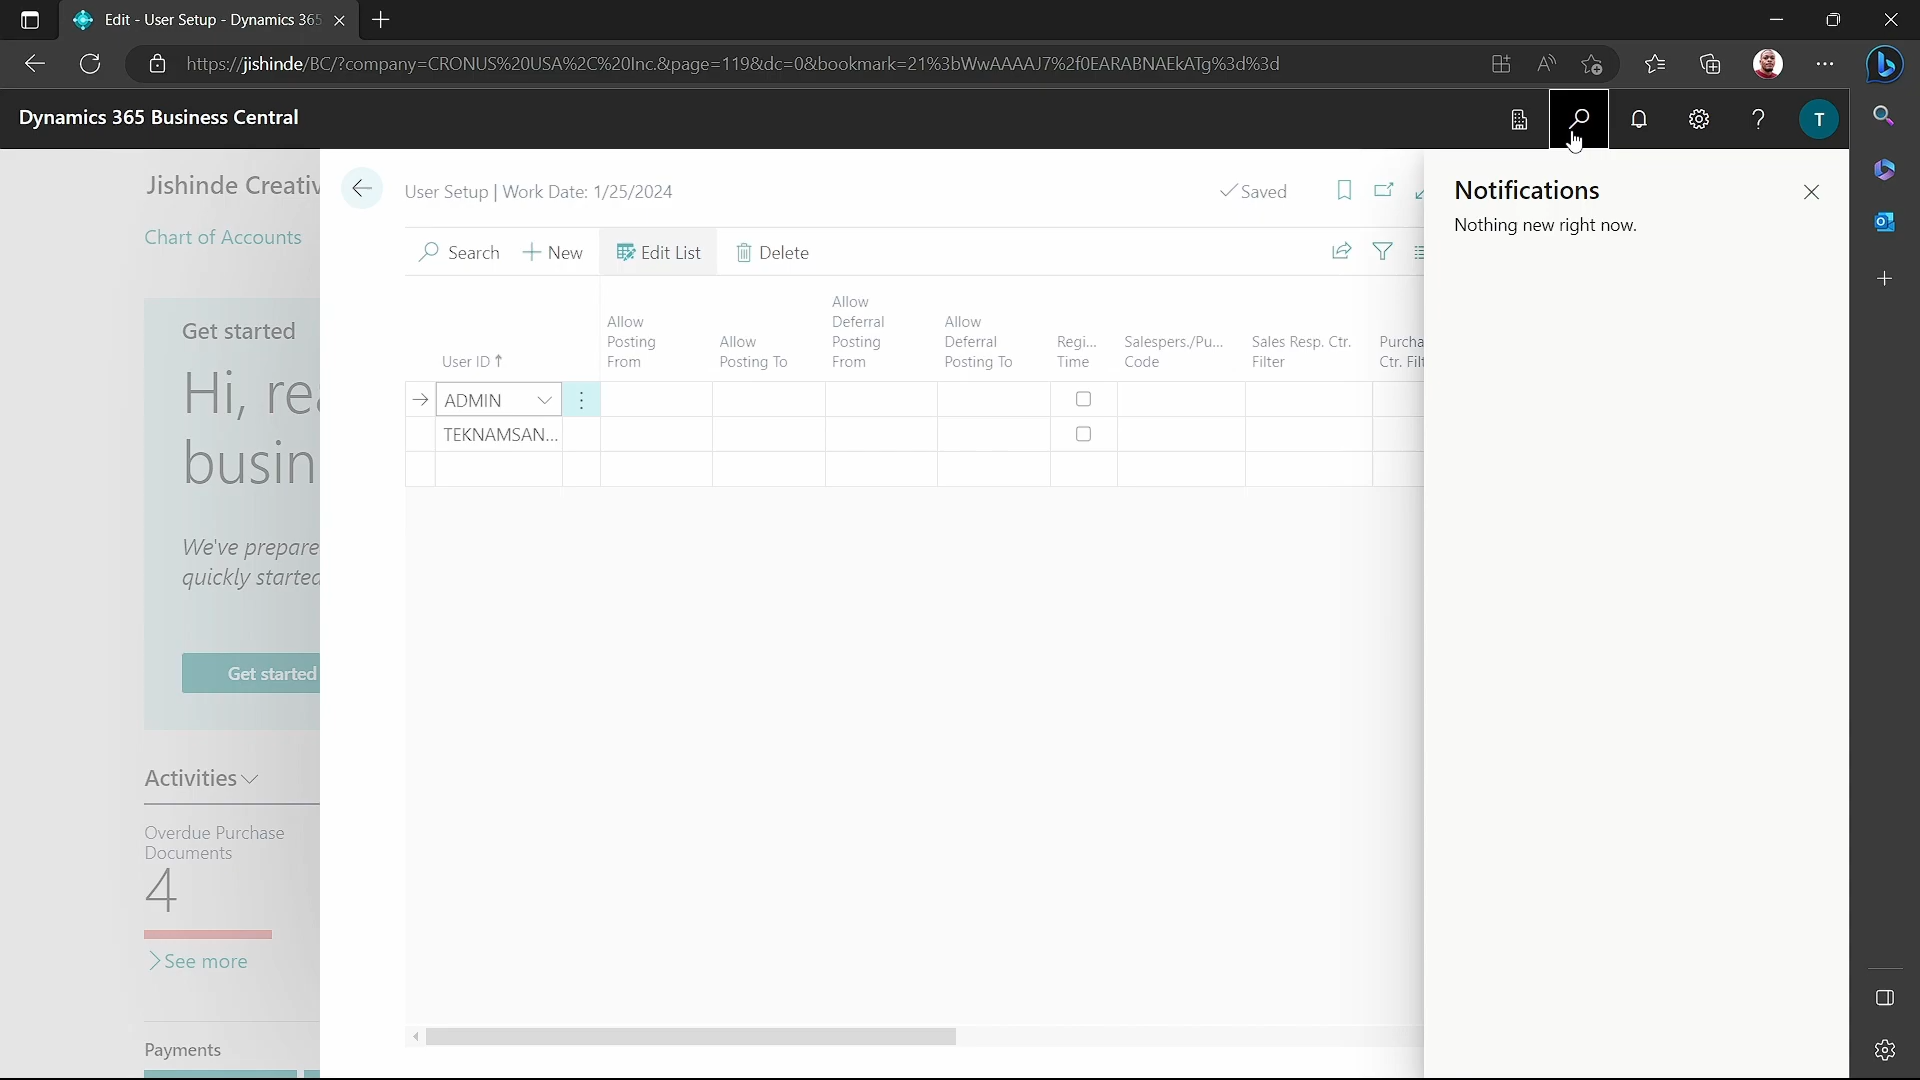 Edit - User Setup - Dynamics 365
https://jishinde/BC/?company=CRONUS%20USA%2C%20Inc.&page=119&dc=0&bookmark=21%3bWwAAAAJ7%2f0EARABNAEkATg%3d%3d
Dynamics 365 Business Central
T
Jishinde Creativ
Chart of Accounts
Get started
Hi, rea
busin
We've prepare
quickly started
Get started
Activities
Overdue Purchase
Documents
4
See more
Payments
User Setup | Work Date: 1/25/2024
Saved
Search
New
Edit List
Delete
User ID ↑
Allow
Posting
From
Allow
Posting To
Allow
Deferral
Posting
From
Allow
Deferral
Posting To
Regi...
Time
Salespers./Pu...
Code
Sales Resp. Ctr.
Filter
Purcha
Ctr. Filt
ADMIN
TEKNAMSAN...
Notifications
Nothing new right now.